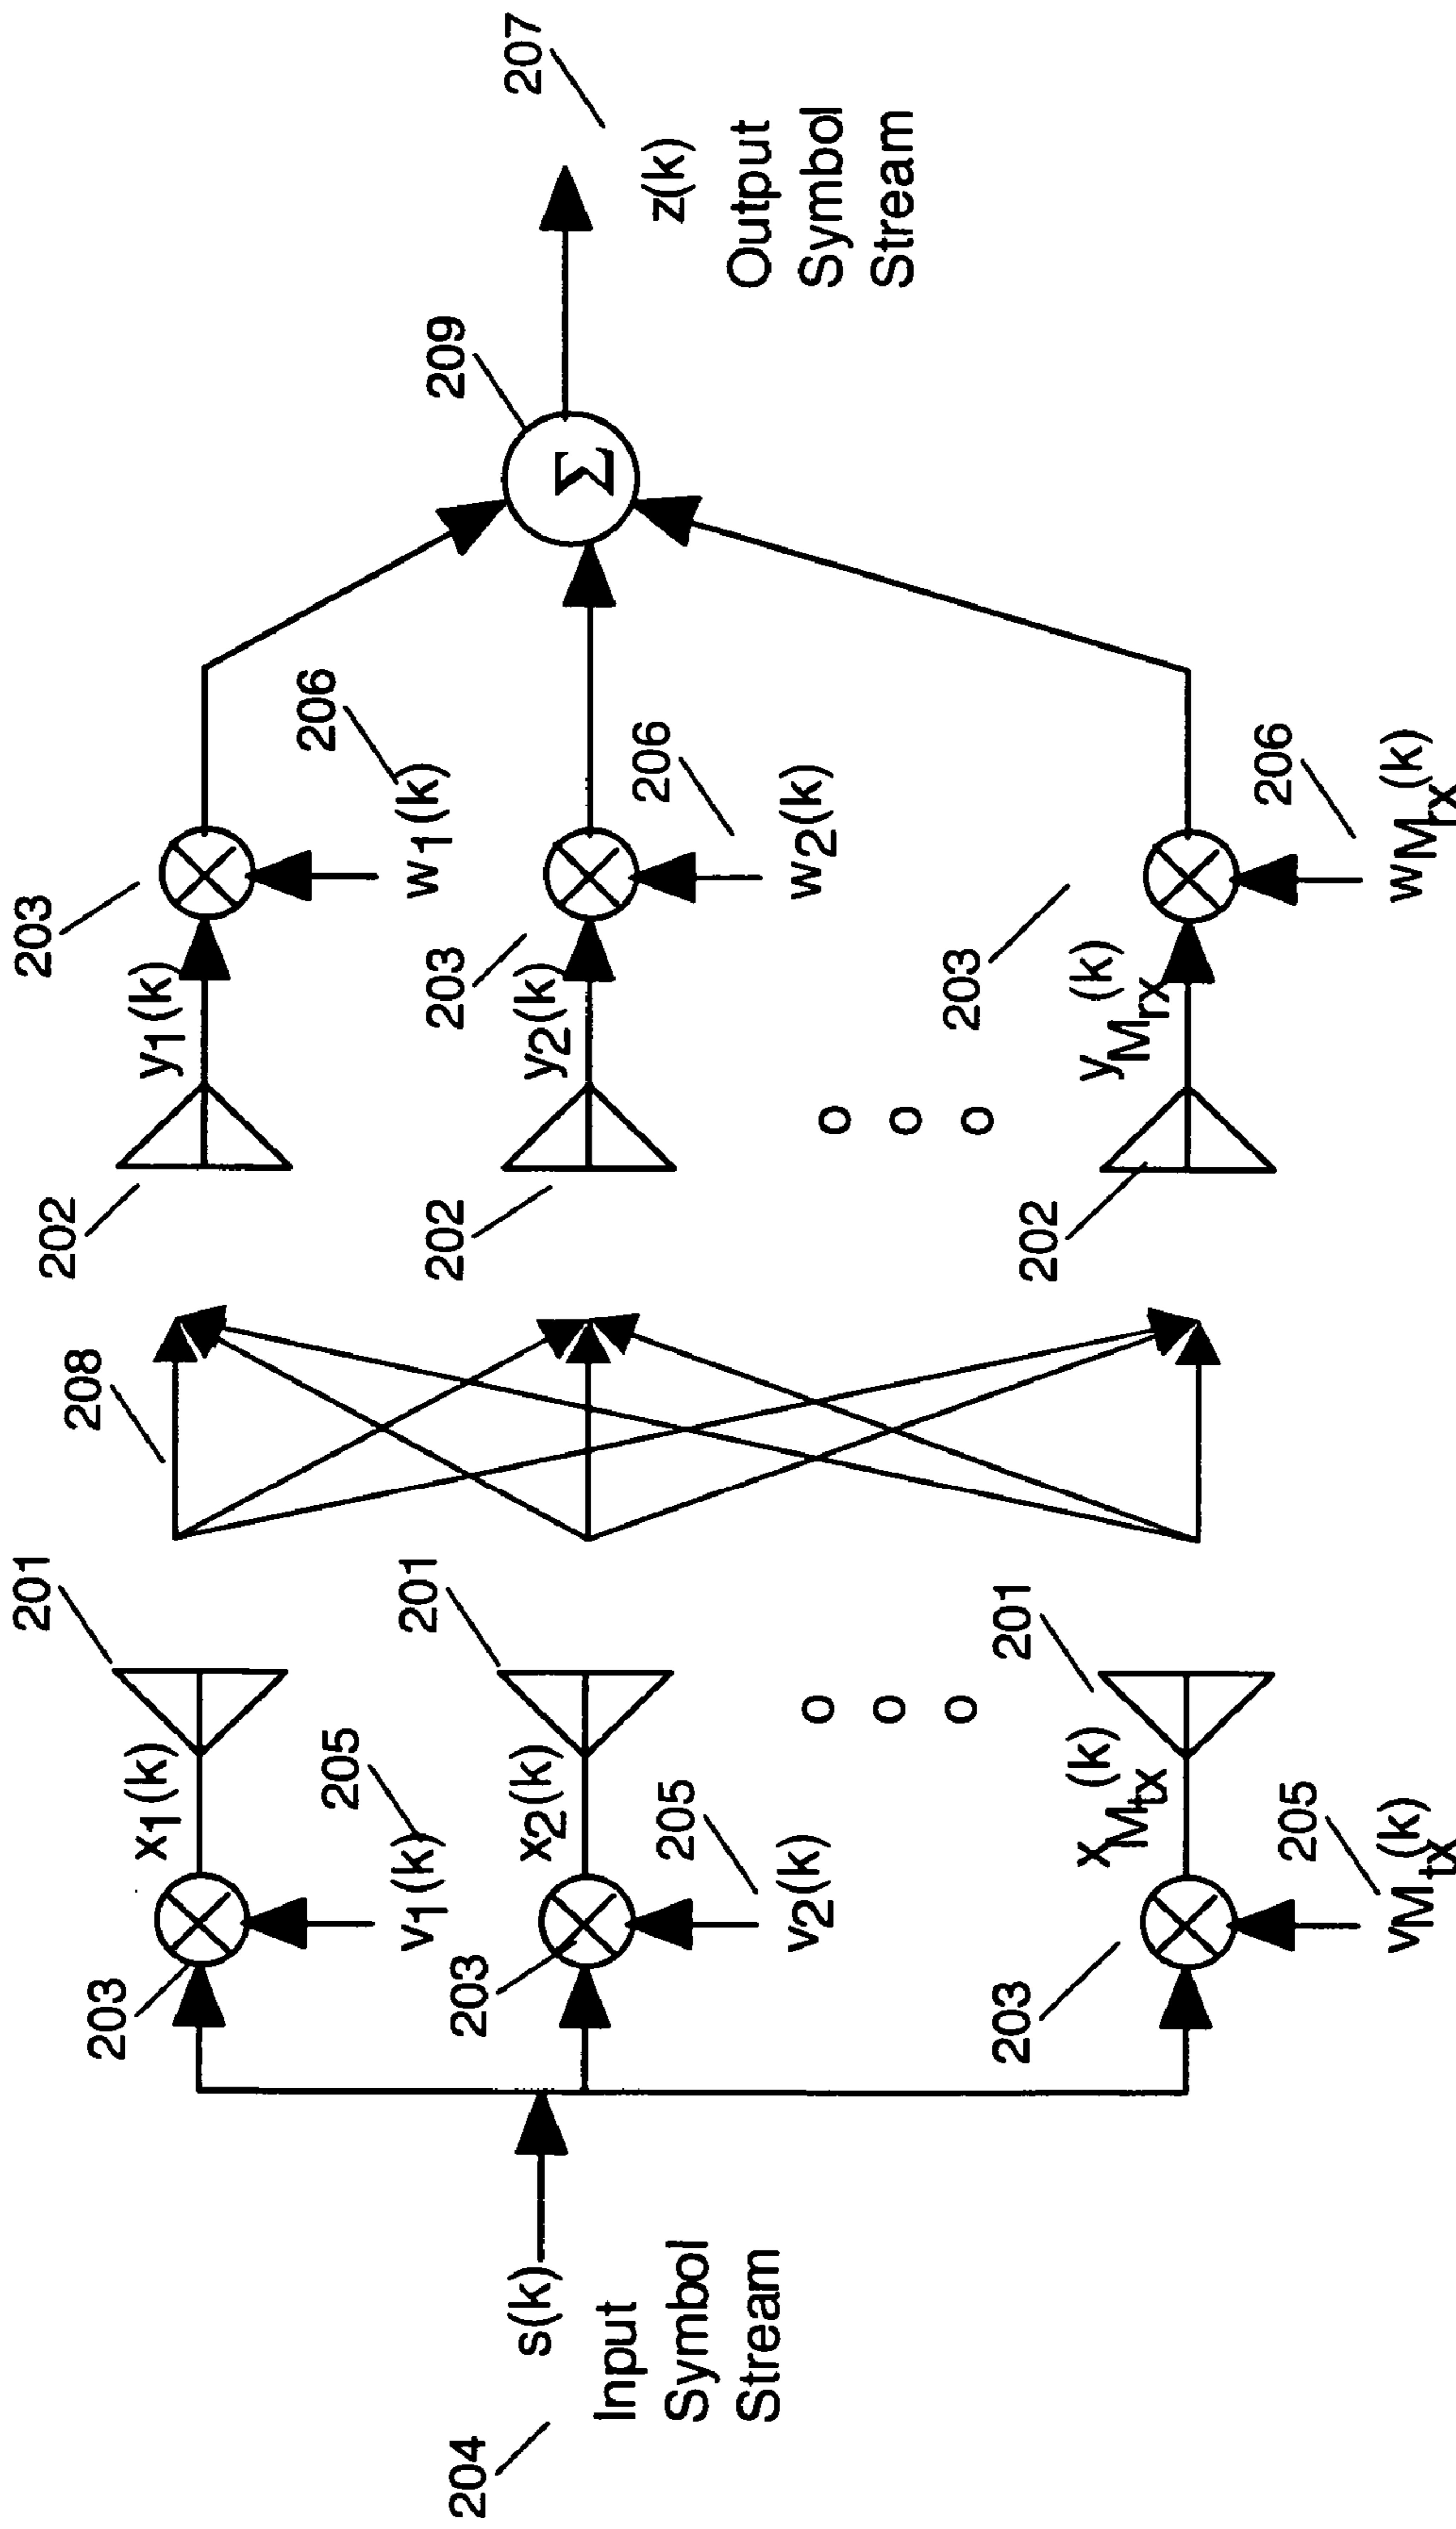 204
s(k)
Input
Symbol
Stream
203
203
203
v1(k)
205
v2(k)
205
vMtx(k)
205
x1(k)
x2(k)
xMtx(k)
201
201
201
o o o
208
202
202
202
o o o
y1(k)
y2(k)
yMrx(k)
203
203
203
w1(k)
206
w2(k)
206
wMrx(k)
206
Σ
209
z(k)
207
Output
Symbol
Stream